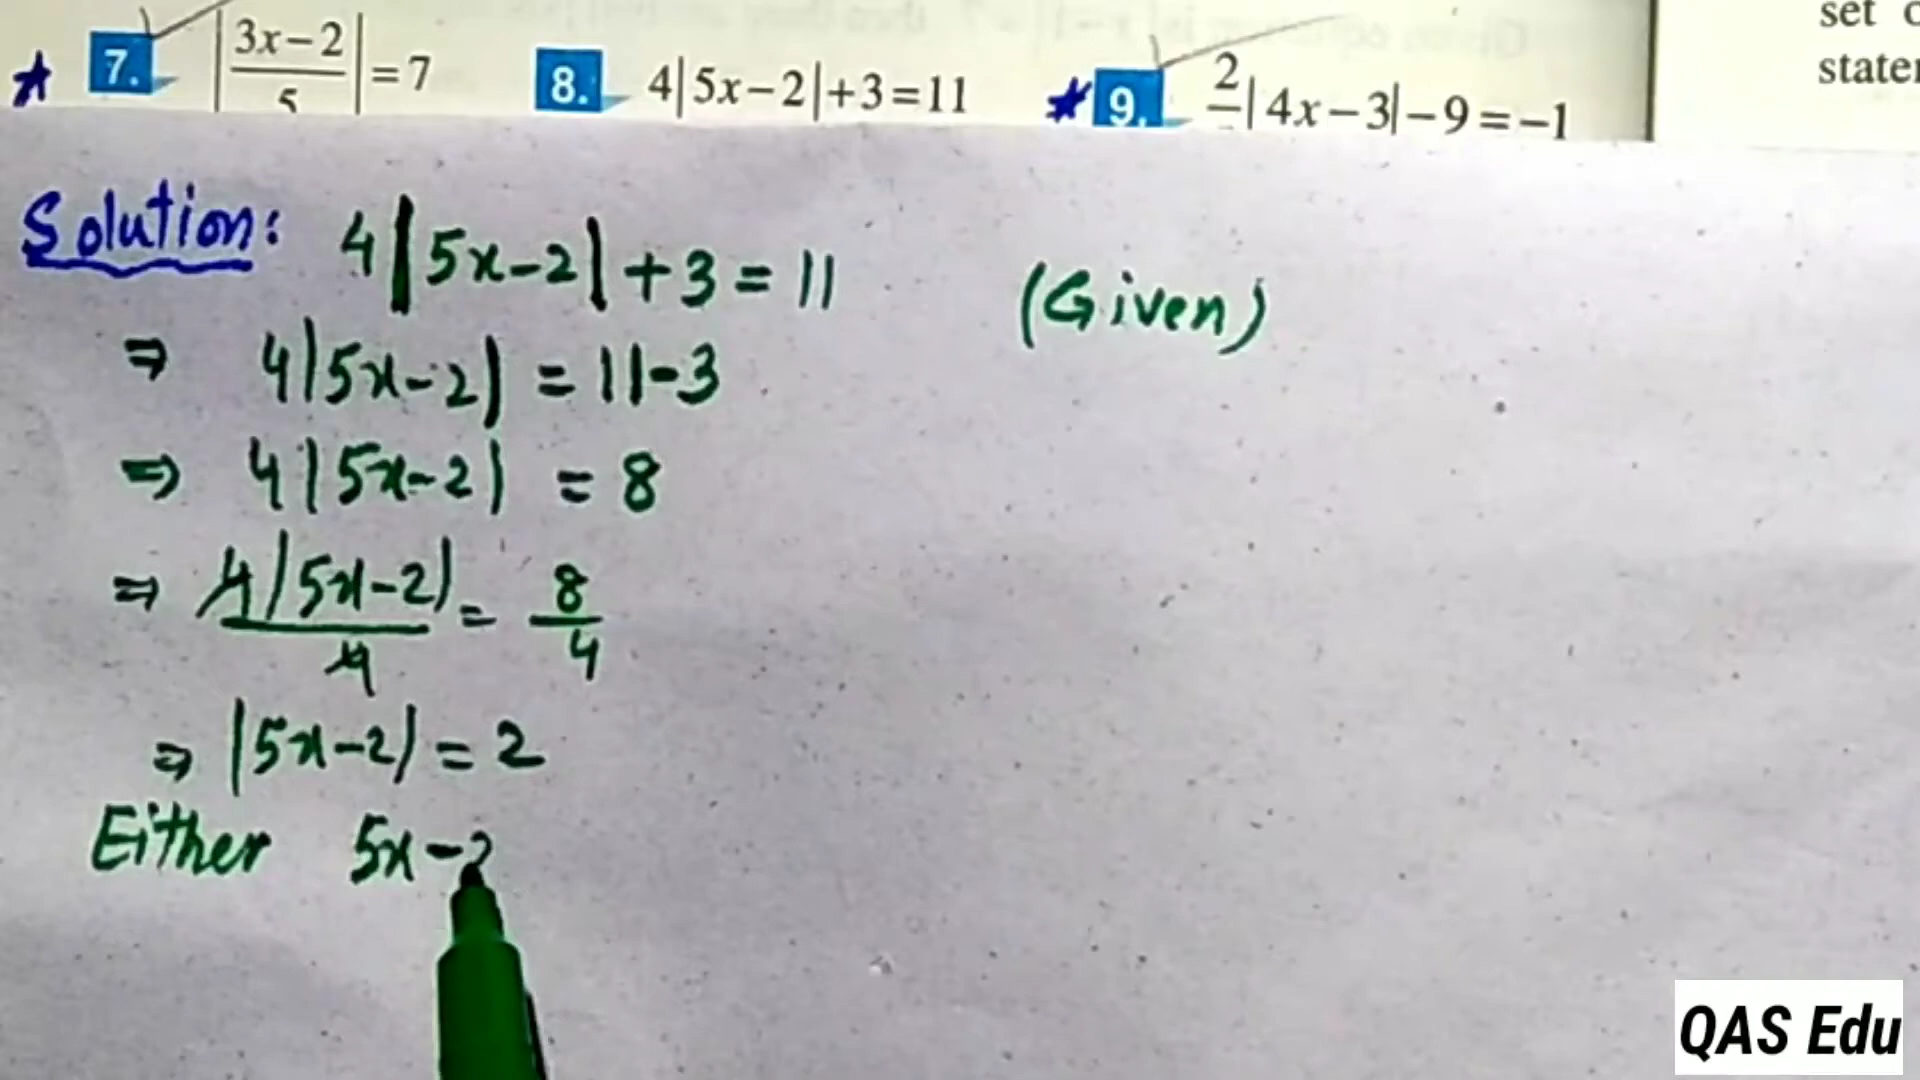 set
7. |3x-2/5| = 7 8. 4|5x-2|+3=11 9. 2/ |4x-3|-9=-1
Solution: 4|5x-2|+3=11 (Given)
⇒ 4|5x-2| = 11-3
⇒ 4|5x-2| = 8
⇒ 4|5x-2|/4 = 8/4
⇒ |5x-2| = 2
Either 5x-2
QAS Edu